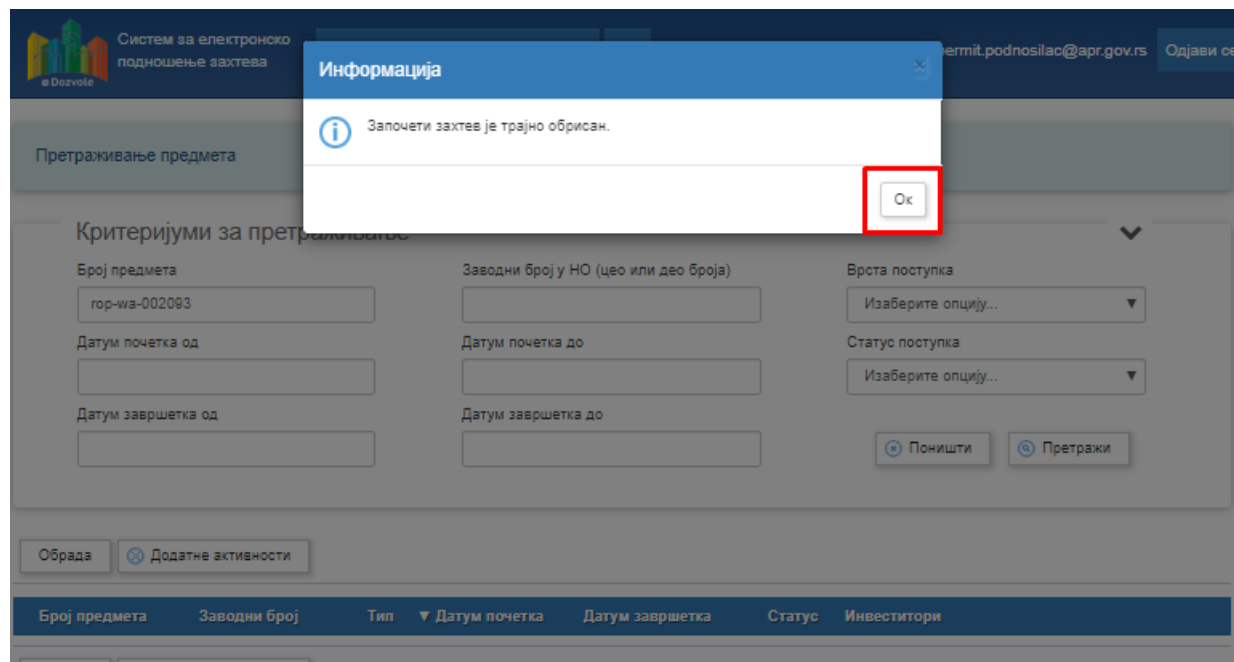 Систем за електронско
подношење захтева
eDozvole
ermit.podnosilac@apr.gov.rs
Одјави се
Информација
×
Започети захтев је трајно обрисан.
Ок
Претраживање предмета
Критеријуми за претраживање
Број предмета
Заводни број у НО (цео или део броја)
Врста поступка
rop-wa-002093
Изаберите опцију...
Датум почетка од
Датум почетка до
Статус поступка
Изаберите опцију...
Датум завршетка од
Датум завршетка до
Поништи
Претражи
Обрада
Додатне активности
Број предмета
Заводни број
Тип
▼ Датум почетка
Датум завршетка
Статус
Инвеститори